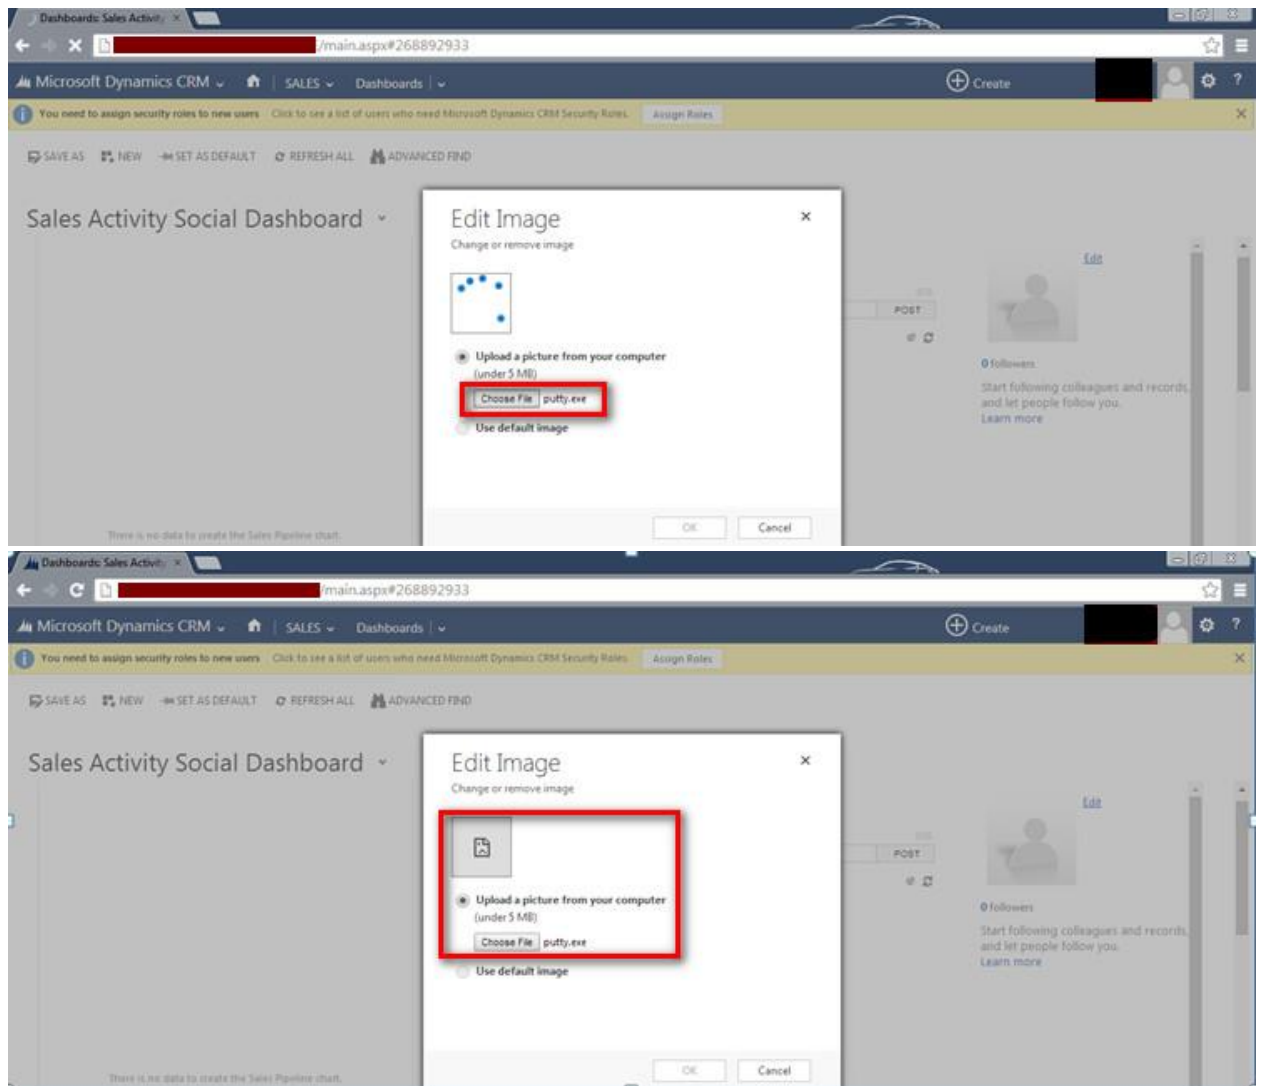 Dashboards: Sales Activity
/main.aspx#268892933
Microsoft Dynamics CRM SALES Dashboards Create ?
You need to assign security roles to new users Click to see a list of users who need Microsoft Dynamics CRM Security Roles. Assign Roles
SAVE AS NEW SET AS DEFAULT REFRESH ALL ADVANCED FIND
Sales Activity Social Dashboard
Edit Image
Change or remove image
Edit
POST
Upload a picture from your computer
(under 5 MB)
Choose File putty.exe
Use default image
0 followers
Start following colleagues and records,
and let people follow you.
Learn more
There is no data to create the Sales Pipeline chart.
OK Cancel
Dashboards: Sales Activity
/main.aspx#268892933
Microsoft Dynamics CRM SALES Dashboards Create ?
You need to assign security roles to new users Click to see a list of users who need Microsoft Dynamics CRM Security Roles. Assign Roles
SAVE AS NEW SET AS DEFAULT REFRESH ALL ADVANCED FIND
Sales Activity Social Dashboard
Edit Image
Change or remove image
Edit
POST
Upload a picture from your computer
(under 5 MB)
Choose File putty.exe
Use default image
0 followers
Start following colleagues and records,
and let people follow you.
Learn more
There is no data to create the Sales Pipeline chart.
OK Cancel